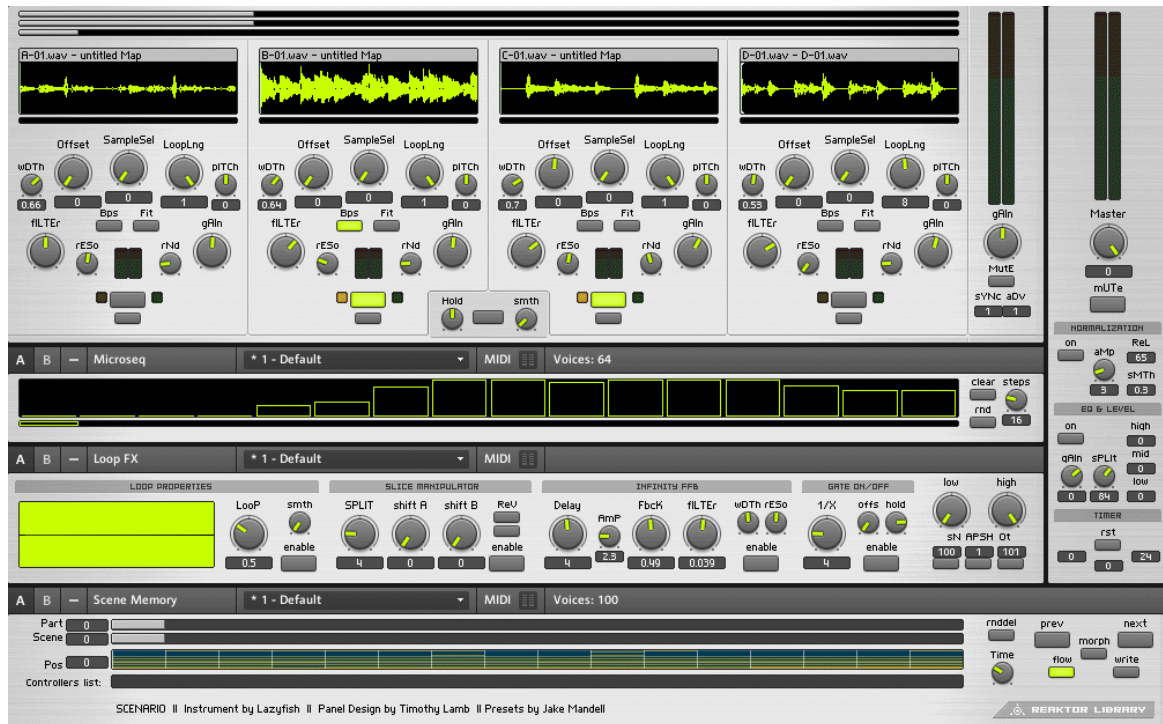 A-01.wav - untitled Map
B-01.wav - untitled Map
C-01.wav - untitled Map
D-01.wav - D-01.wav
wDTh Offset SampleSel LoopLng pITCh
wDTh Offset SampleSel LoopLng pITCh
wDTh Offset SampleSel LoopLng pITCh
wDTh Offset SampleSel LoopLng pITCh
0.66 0 0 1 0
0.64 0 0 1 0
0.7 0 0 1 0
0.53 0 0 8 0
fILTEr Bps Fit gAIn
fILTEr Bps Fit gAIn
fILTEr Bps Fit gAIn
fILTEr Bps Fit gAIn
rESo rNd
rESo rNd
rESo rNd
rESo rNd
Hold smth
gAIn
MutE
sYNc aDv
1 1
Master
0
mUTe
NORMALIZATION
on aMp ReL
65
sMTh
3 0.3
EQ & LEVEL
on high
0
gAIn sPLIt mid
0
low
0 84 0
TIMER
rst
0 24
0
A B – Microseq * 1 - Default MIDI Voices: 64
clear steps
rnd 16
A B – Loop FX * 1 - Default MIDI
LOOP PROPERTIES
LooP smth
enable
0.5
SLICE MANIPULATOR
SPLIT shift A shift B ReV
enable
4 0 0
INFINITY FFB
Delay AmP FbcK fILTEr wDTh rESo
enable
4 2.3 0.49 0.039
GATE ON/OFF
1/X offs hold
enable
4
low high
sN APSH Ot
100 1 101
A B – Scene Memory * 1 - Default MIDI Voices: 100
Part 0
Scene 0
Pos 0
Controllers list:
rnddel prev next
morph
Time flow write
SCENARIO II Instrument by Lazyfish II Panel Design by Timothy Lamb II Presets by Jake Mandell
REAKTOR LIBRARY